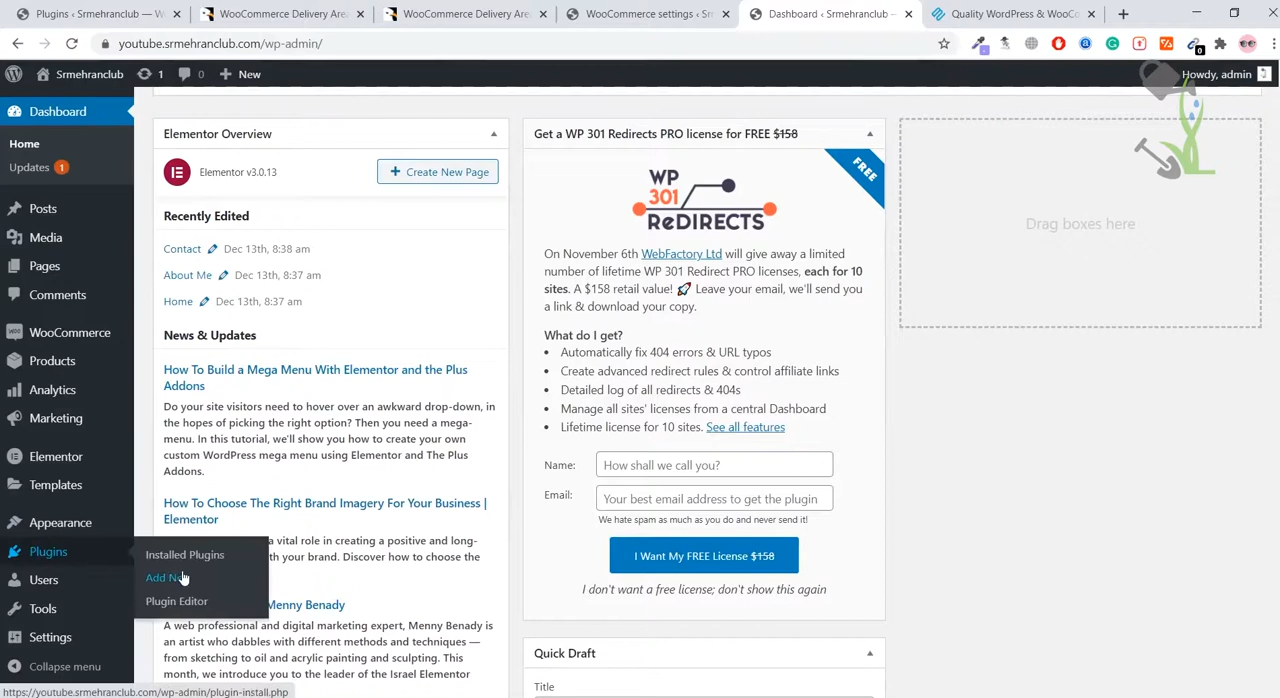 Plugins ‹ Srmehranclub — W
WooCommerce Delivery Area
WooCommerce Delivery Area
WooCommerce settings ‹ Sr
Dashboard ‹ Srmehranclub —
Quality WordPress & WooCo
youtube.srmehranclub.com/wp-admin/
Srmehranclub
1
0
New
Howdy, admin
Dashboard
Home
Updates 1
Posts
Media
Pages
Comments
WooCommerce
Products
Analytics
Marketing
Elementor
Templates
Appearance
Plugins
Users
Tools
Settings
Collapse menu
Installed Plugins
Add Ne
Plugin Editor
Elementor Overview
Elementor v3.0.13
+ Create New Page
Recently Edited
Contact Dec 13th, 8:38 am
About Me Dec 13th, 8:37 am
Home Dec 13th, 8:37 am
News & Updates
How To Build a Mega Menu With Elementor and the Plus
Addons
Do your site visitors need to hover over an awkward drop-down, in
the hopes of picking the right option? Then you need a mega-
menu. In this tutorial, we'll show you how to create your own
custom WordPress mega menu using Elementor and The Plus
Addons.
How To Choose The Right Brand Imagery For Your Business |
Elementor
a vital role in creating a positive and long-
th your brand. Discover how to choose the
Menny Benady
A web professional and digital marketing expert, Menny Benady is
an artist who dabbles with different methods and techniques —
from sketching to oil and acrylic painting and sculpting. This
month, we introduce you to the leader of the Israel Elementor
Get a WP 301 Redirects PRO license for FREE $158
FREE
WP
301
ReDIRECTS
On November 6th WebFactory Ltd will give away a limited
number of lifetime WP 301 Redirect PRO licenses, each for 10
sites. A $158 retail value! 🚀 Leave your email, we'll send you
a link & download your copy.
What do I get?
• Automatically fix 404 errors & URL typos
• Create advanced redirect rules & control affiliate links
• Detailed log of all redirects & 404s
• Manage all sites' licenses from a central Dashboard
• Lifetime license for 10 sites. See all features
Name: How shall we call you?
Email: Your best email address to get the plugin
We hate spam as much as you do and never send it!
I Want My FREE License $158
I don't want a free license; don't show this again
Quick Draft
Title
Drag boxes here
https://youtube.srmehranclub.com/wp-admin/plugin-install.php